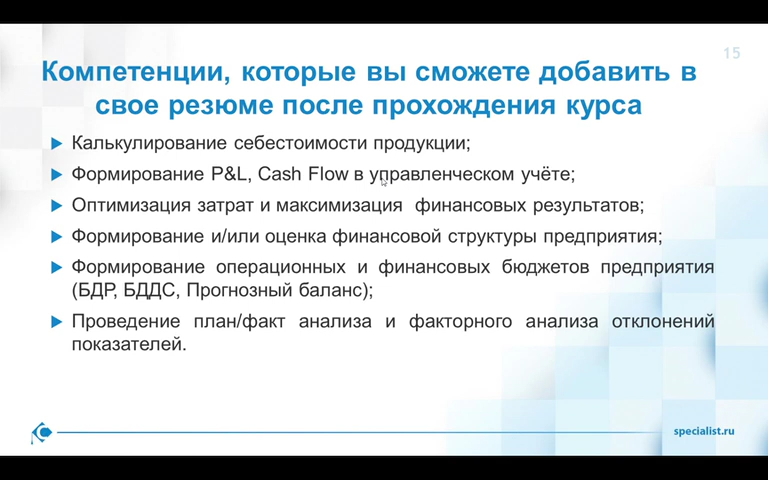 15
Компетенции, которые вы сможете добавить в
свое резюме после прохождения курса
Калькулирование себестоимости продукции;
Формирование P&L, Cash Flow в управленческом учёте;
Оптимизация затрат и максимизация финансовых результатов;
Формирование и/или оценка финансовой структуры предприятия;
Формирование операционных и финансовых бюджетов предприятия
(БДР, БДДС, Прогнозный баланс);
Проведение план/факт анализа и факторного анализа отклонений
показателей.
specialist.ru